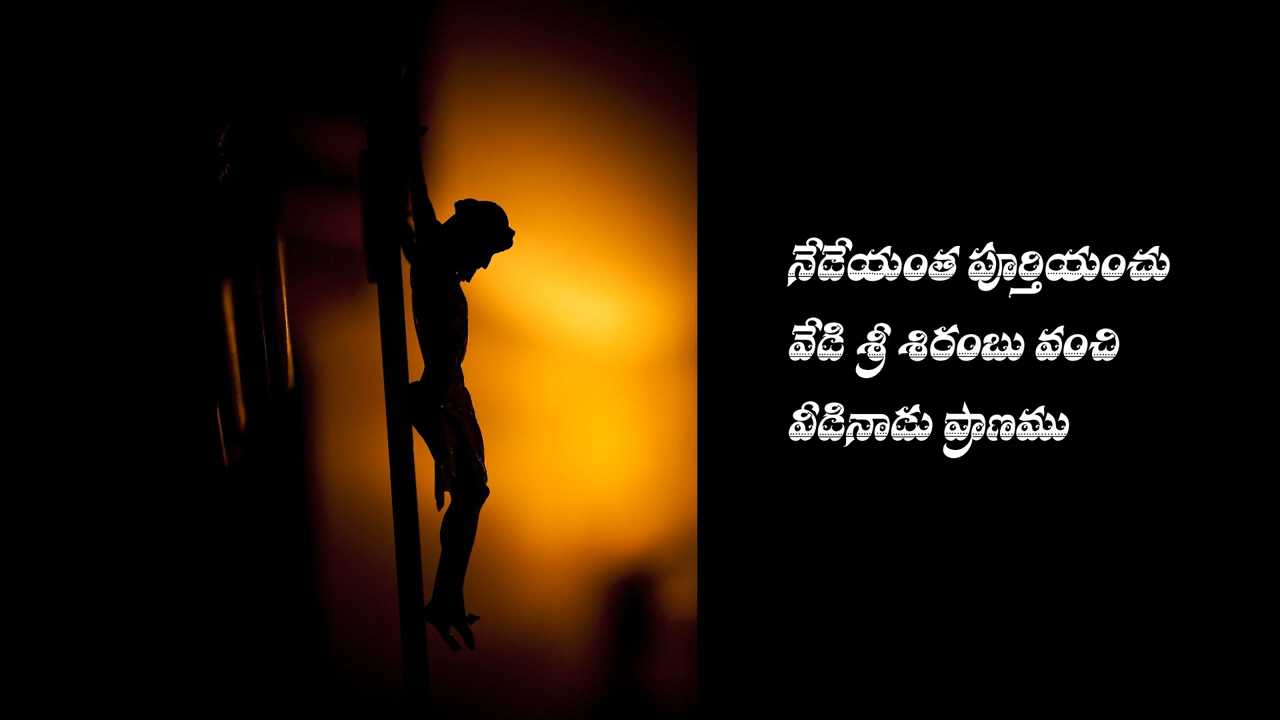 నేడేయంత పూర్తియంచు
వేడి శ్రీ శిరంబు వంచి
వీడినాడు ప్రాణము